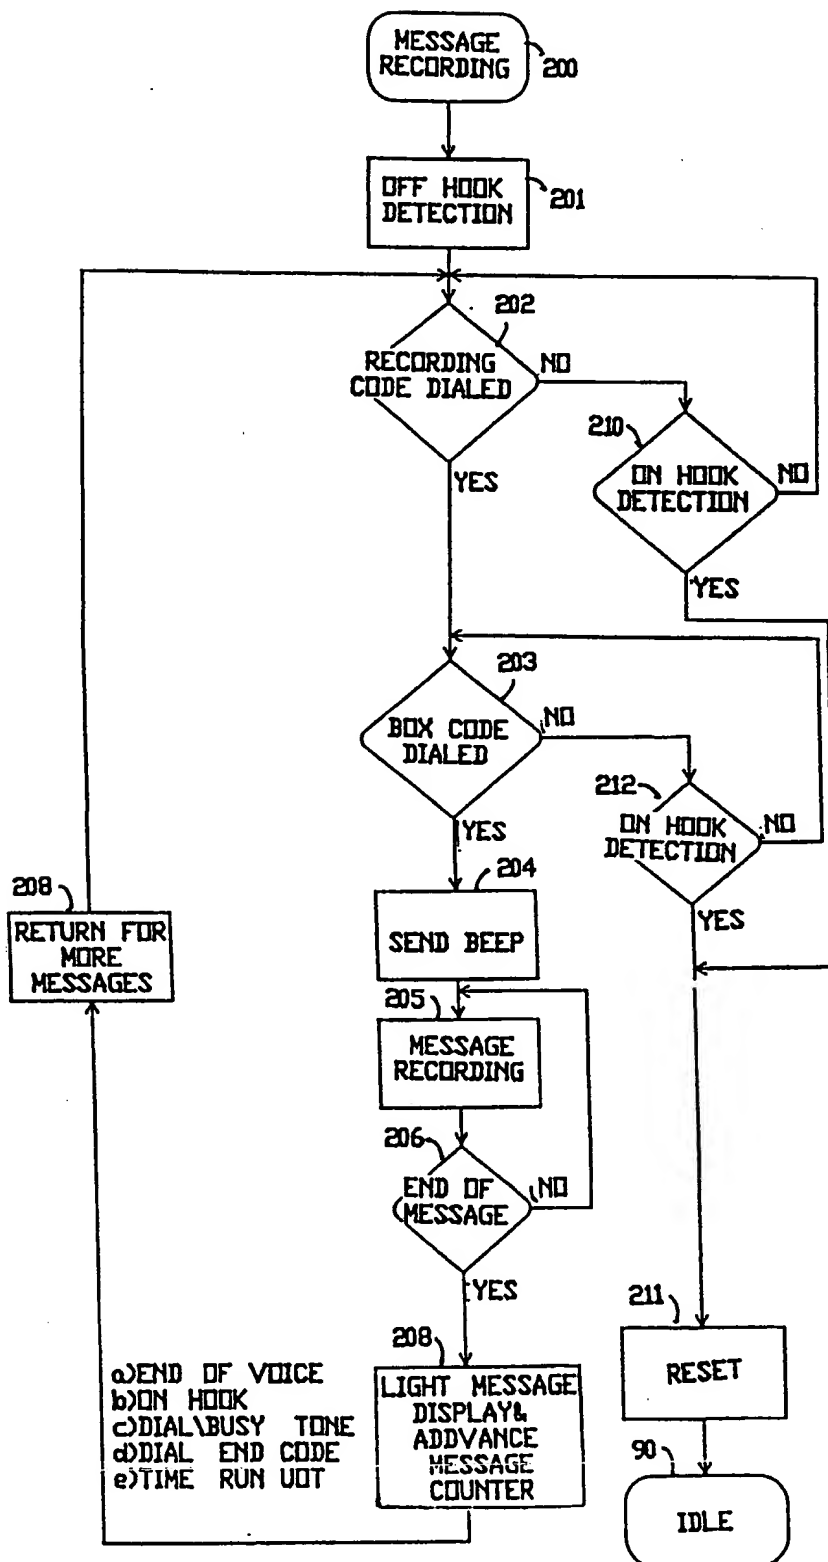 MESSAGE
RECORDING
200
OFF HOOK
DETECTION
201
202
RECORDING
CODE DIALED
NO
YES
210
ON HOOK
DETECTION
NO
YES
203
BOX CODE
DIALED
NO
YES
212
ON HOOK
DETECTION
NO
YES
204
SEND BEEP
208
RETURN FOR
MORE
MESSAGES
205
MESSAGE
RECORDING
206
END OF
MESSAGE
NO
YES
211
RESET
208
LIGHT MESSAGE
DISPLAY&
ADDVANCE
MESSAGE
COUNTER
a)END OF VOICE
b)ON HOOK
c)DIAL\BUSY TONE
d)DIAL END CODE
e)TIME RUN UOT
90
IDLE